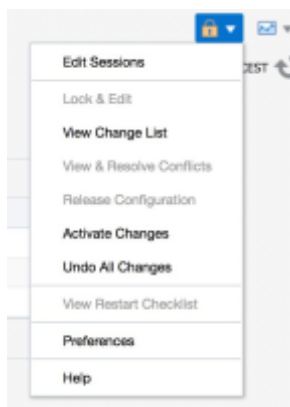 Edit Sessions
CEST
Lock & Edit
View Change List
View & Resolve Conflicts
Release Configuration
Activate Changes
Undo All Changes
View Restart Checklist
Preferences
Help